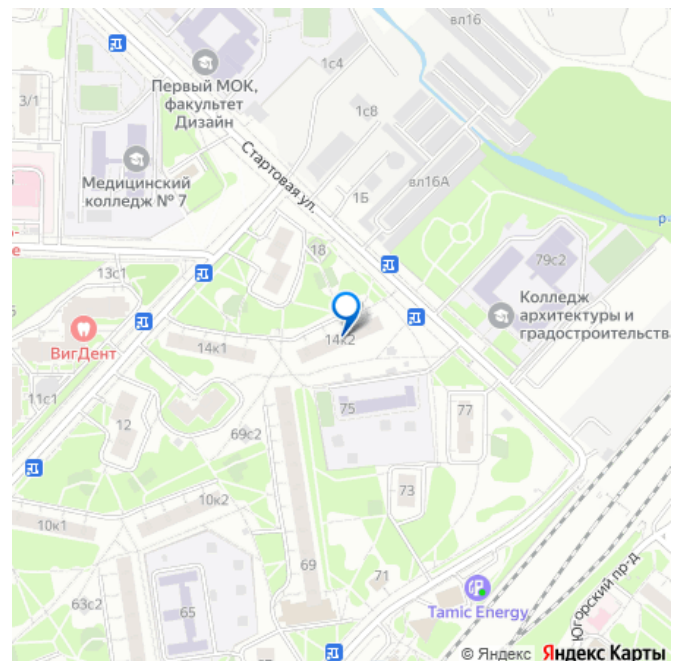 вл16
1с4
Первый МОК,
факультет
Дизайн
3/1
1с8
Стартовая ул.
Медицинский
колледж № 7
1Б
вл16А
18
13с1
79с2
Колледж
архитектуры и
градостроительства
ВигДент
14к1
14к2
11с1
12
75
77
69с2
73
10к2
10к1
69
71
63с2
65
Tamic Energy
Югорский пр-д
© Яндекс Яндекс Карты